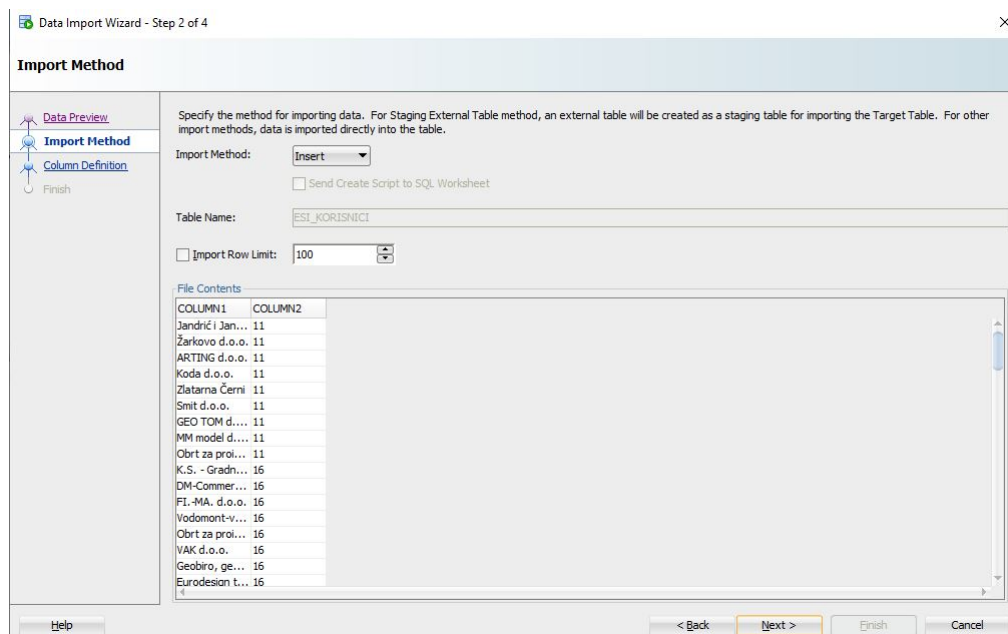 Data Import Wizard - Step 2 of 4
Import Method
Data Preview
Import Method
Column Definition
Finish
Specify the method for importing data. For Staging External Table method, an external table will be created as a staging table for importing the Target Table. For other
import methods, data is imported directly into the table.
Import Method: Insert
Send Create Script to SQL Worksheet
Table Name: ESI_KORISNICI
Import Row Limit: 100
File Contents
COLUMN1 COLUMN2
Jandrić i Jan... 11
Žarkovo d.o.o. 11
ARTING d.o.o. 11
Koda d.o.o. 11
Zlatarna Černi 11
Smit d.o.o. 11
GEO TOM d.... 11
MM model d.... 11
Obrt za proi... 11
K.S. - Gradn... 16
DM-Commer... 16
FI.-MA. d.o.o. 16
Vodomont-v... 16
Obrt za proi... 16
VAK d.o.o. 16
Geobiro, ge... 16
Eurodesign t... 16
Help < Back Next > Finish Cancel